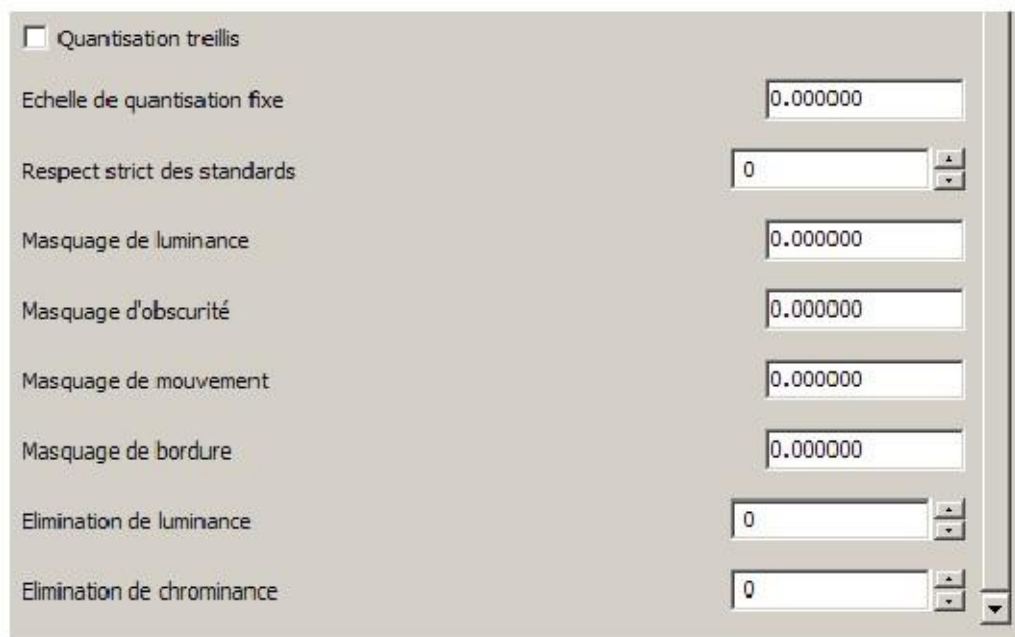 Quantisation treillis
Echelle de quantisation fixe 0.000000
Respect strict des standards 0
Masquage de luminance 0.000000
Masquage d'obscurité 0.000000
Masquage de mouvement 0.000000
Masquage de bordure 0.000000
Elimination de luminance 0
Elimination de chrominance 0